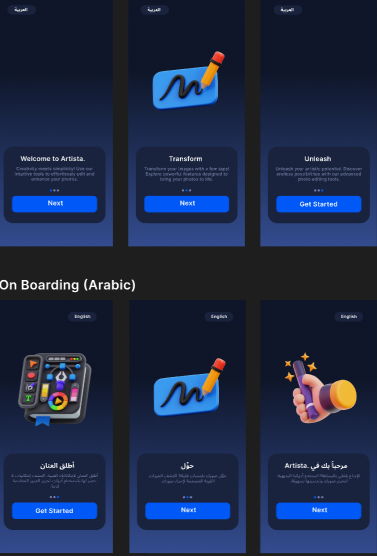 العربية
Welcome to Artista.
Creativity meets simplicity! Use our
intuitive tools to effortlessly edit and
enhance your photos.
Next
العربية
Transform
Transform your images with a few taps!
Explore powerful features designed to
bring your photos to life.
Next
العربية
Unleash
Unleash your artistic potential. Discover
endless possibilities with our advanced
photo editing tools.
Get Started
On Boarding (Arabic)
English
أطلق العنان
Get Started
English
حوّل
Next
English
مرحباً بك في Artista.
Next